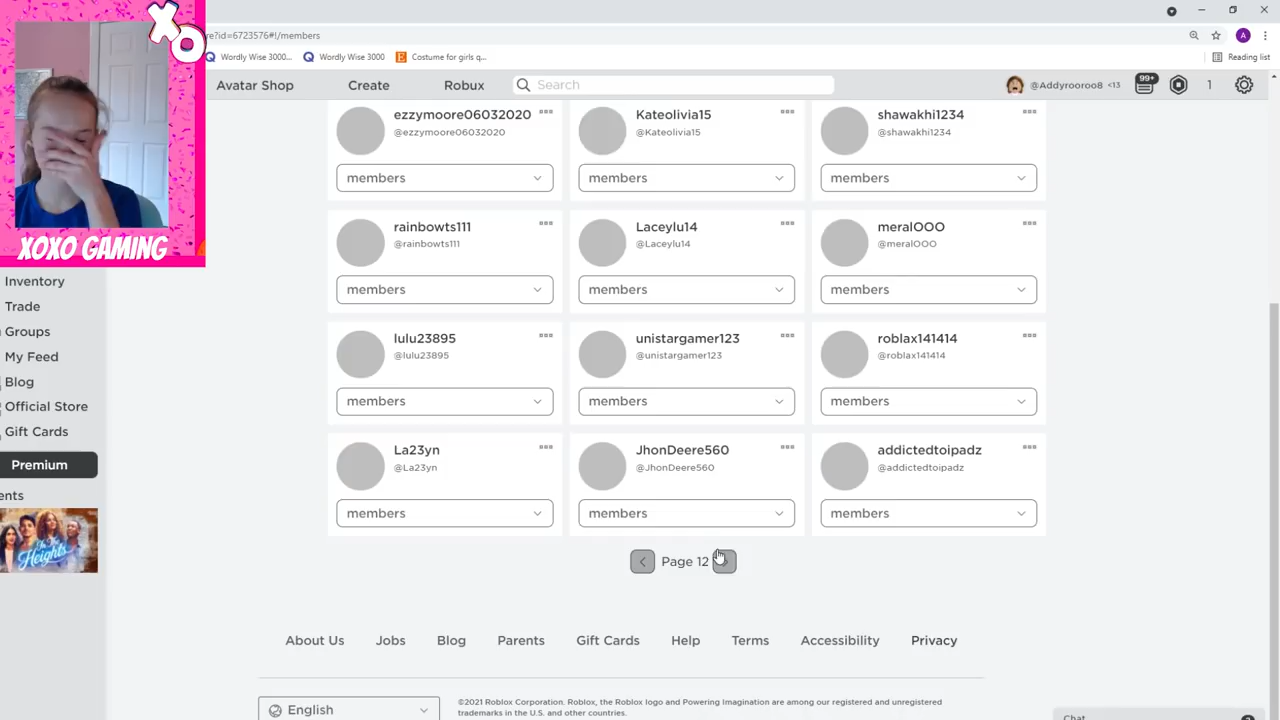 XO
re?id=6723576#!/members
Wordly Wise 3000... Wordly Wise 3000 Costume for girls q... Reading list
A
Avatar Shop Create Robux Search @Addyrooroo8 <13 99+ 1
ezzymoore06032020 Kateolivia15 shawakhi1234
@ezzymoore06032020 @Kateolivia15 @shawakhi1234
members members members
XOXO GAMING
rainbowts111 Laceylu14 meralOOO
@rainbowts111 @Laceylu14 @meralOOO
Inventory
members members members
Trade
Groups
lulu23895 unistargamer123 roblax141414
@lulu23895 @unistargamer123 @roblax141414
My Feed
Blog
members members members
Official Store
Gift Cards
La23yn JhonDeere560 addictedtoipadz
@La23yn @JhonDeere560 @addictedtoipadz
Premium
ents
members members members
In The Heights
Page 12
About Us Jobs Blog Parents Gift Cards Help Terms Accessibility Privacy
English
©2021 Roblox Corporation. Roblox, the Roblox logo and Powering Imagination are among our registered and unregistered
trademarks in the U.S. and other countries.
Chat